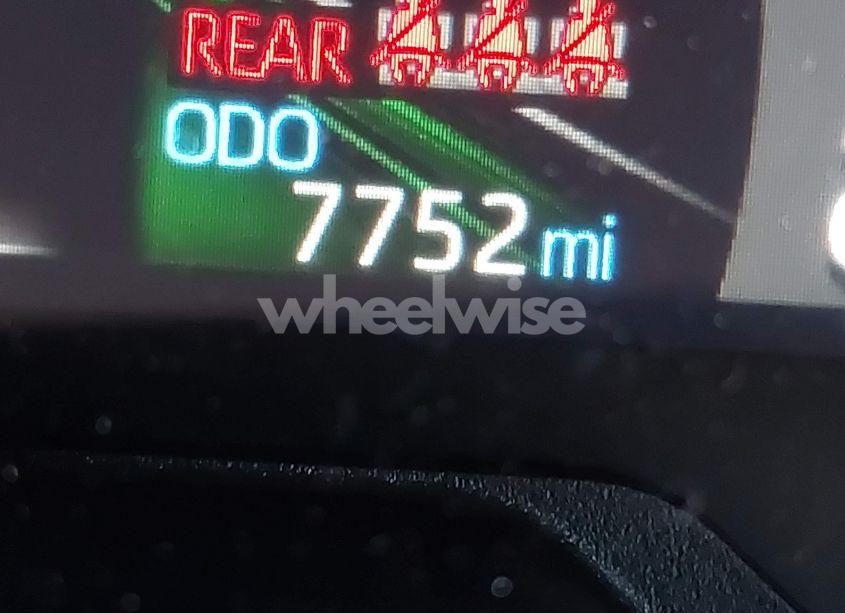 REAR
ODO
7752 mi
wheelwise